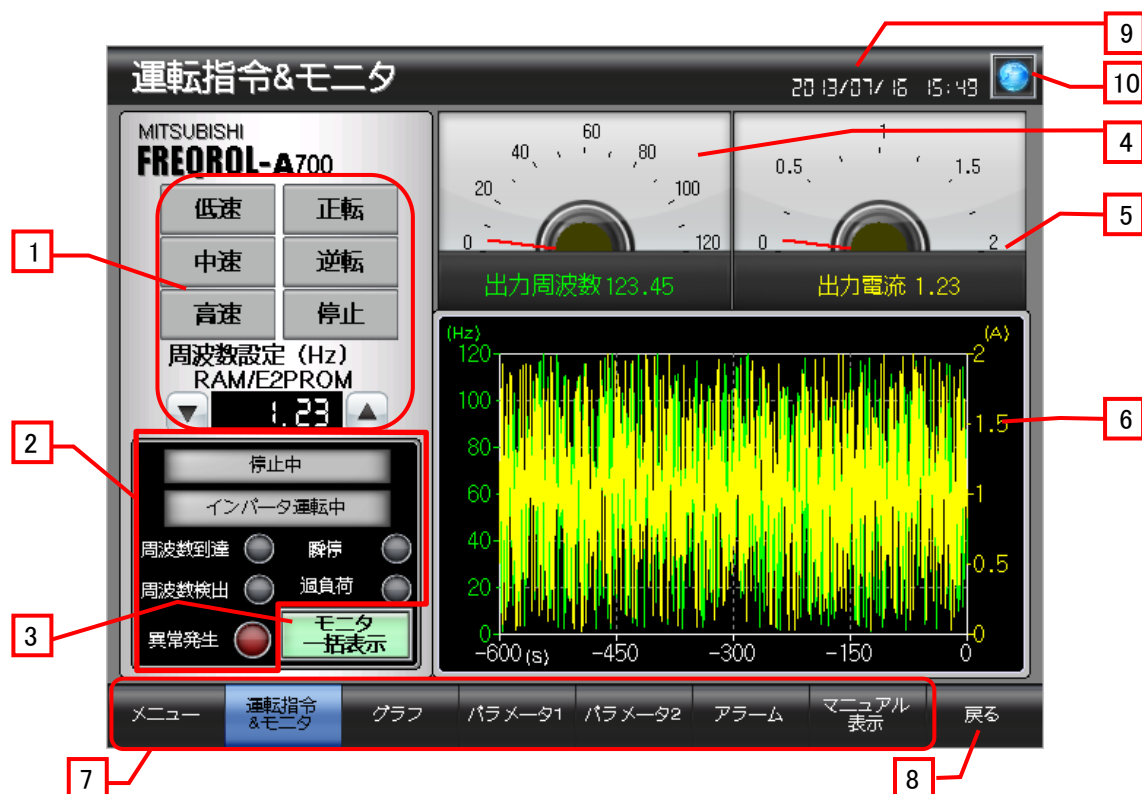 9
運転指令&モニタ
2013/07/16 15:49
10
MITSUBISHI
FREQROL-A700
低速 正転
中速 逆転
高速 停止
周波数設定 (Hz)
RAM/E2PROM
▼ 1.23 ▲
1
0 20 40 60 80 100 120
4
0 0.5 1 1.5 2
5
出力周波数123.45
出力電流 1.23
2
停止中
インバータ運転中
周波数到達 瞬停
周波数検出 過負荷
3
異常発生
モニタ
一括表示
(Hz)
(A)
120
100
80
60
40
20
0
2
1.5
1
0.5
0
6
-600 (S) -450 -300 -150 0
メニュー
運転指令
&モニタ
グラフ
パラメータ1
パラメータ2
アラーム
マニュアル
表示
戻る
7
8